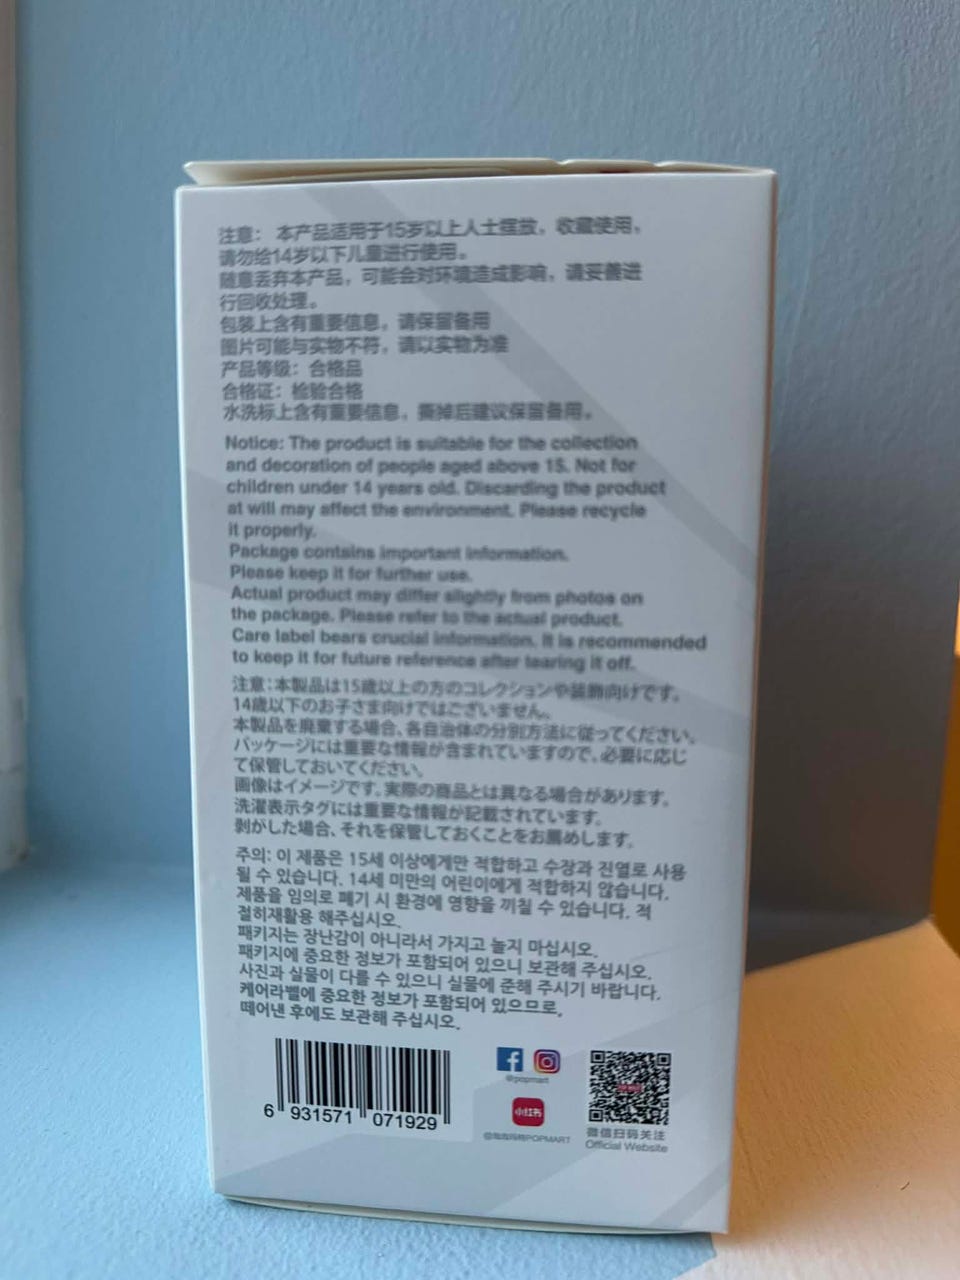 注意： 本产品适用于15岁以上人士摆放，收藏使用，
请勿给14岁以下儿童进行使用。
随意丢弃本产品，可能会对环境造成影响，请妥善进
行回收处理。
包装上含有重要信息，请保留备用
图片可能与实物不符，请以实物为准
产品等级：合格品
合格证：检验合格
水洗标上含有重要信息，撕掉后建议保留备用。
Notice: The product is suitable for the collection
and decoration of people aged above 15. Not for
children under 14 years old. Discarding the product
at will may affect the environment. Please recycle
it properly.
Package contains important information.
Please keep it for further use.
Actual product may differ slightly from photos on
the package. Please refer to the actual product.
Care label bears crucial information. It is recommended
to keep it for future reference after tearing it off.
注意：本製品は15歳以上の方のコレクションや装飾向けです。
14歳以下のお子さま向けではございません。
本製品を廃棄する場合、各自治体の分別方法に従ってください。
パッケージには重要な情報が含まれていますので、必要に応じ
て保管しておいてください。
画像はイメージです。実際の商品とは異なる場合があります。
洗濯表示タグには重要な情報が記載されています。
剥がした場合、それを保管しておくことをお薦めします。
주의: 이 제품은 15세 이상에게만 적합하고 수장과 진열로 사용
될 수 있습니다. 14세 미만의 어린이에게 적합하지 않습니다.
제품을 임의로 폐기 시 환경에 영향을 끼칠 수 있습니다. 적
절히재활용 해주십시오.
패키지는 장난감이 아니라서 가지고 놀지 마십시오.
패키지에 중요한 정보가 포함되어 있으니 보관해 주십시오.
사진과 실물이 다를 수 있으니 실물에 준해 주시기 바랍니다.
케어라벨에 중요한 정보가 포함되어 있으므로,
떼어낸 후에도 보관해 주십시오.
6 931571 071929
@popmart
小红书
@泡泡玛特POPMART
POP MART
微信扫码关注
Official Website